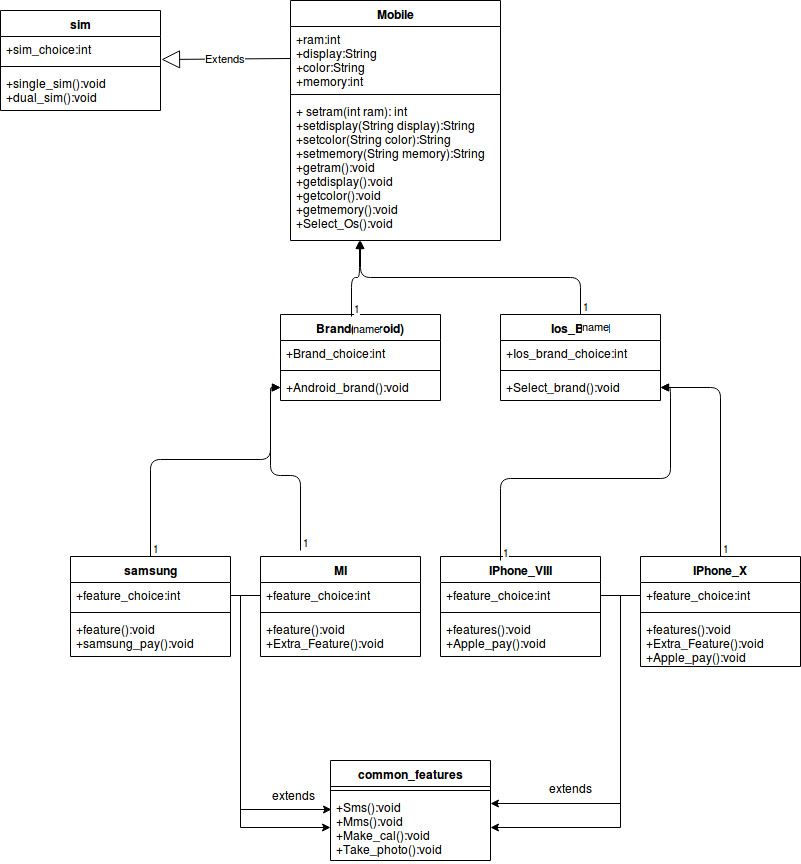 sim
+sim_choice:int
+single_sim():void
+dual_sim():void
Extends
Mobile
+ram:int
+display:String
+color:String
+memory:int
+ setram(int ram): int
+setdisplay(String display):String
+setcolor(String color):String
+setmemory(String memory):String
+getram():void
+getdisplay():void
+getcolor():void
+getmemory():void
+Select_Os():void
1
Brand name oid)
+Brand_choice:int
+Android_brand():void
1
Ios_B name
+Ios_brand_choice:int
+Select_brand():void
1
samsung
+feature_choice:int
+feature():void
+samsung_pay():void
1
MI
+feature_choice:int
+feature():void
+Extra_Feature():void
1
IPhone_VIII
+feature_choice:int
+features():void
+Apple_pay():void
1
IPhone_X
+feature_choice:int
+features():void
+Extra_Feature():void
+Apple_pay():void
extends
extends
common_features
+Sms():void
+Mms():void
+Make_cal():void
+Take_photo():void